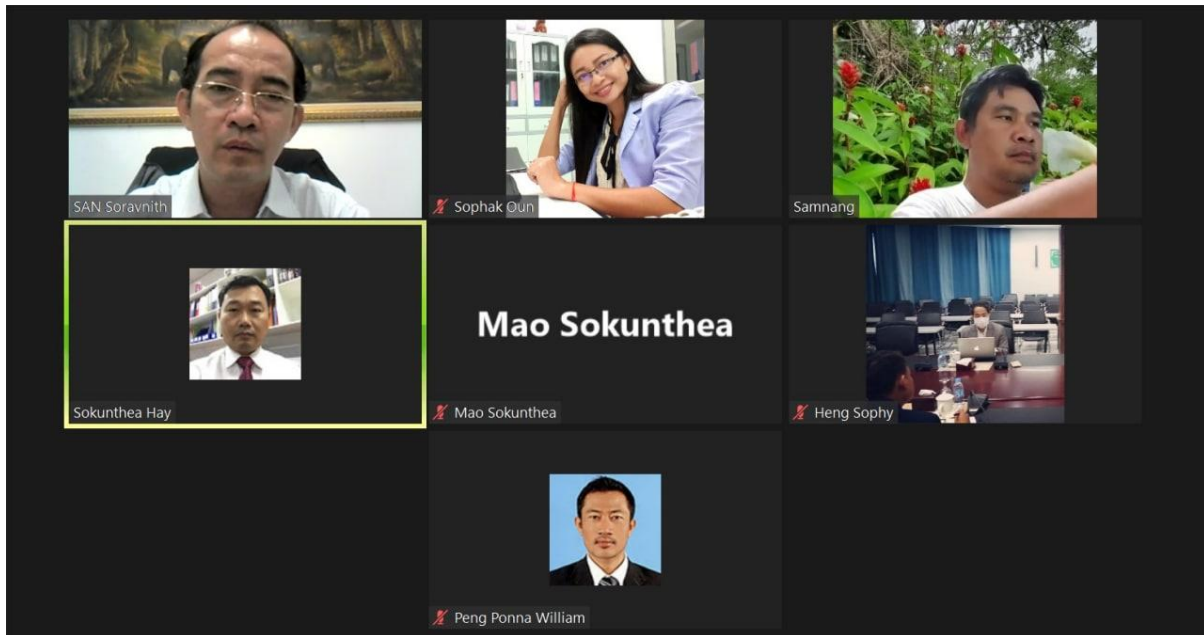 SAN Soravnith
Sophak Oun
Samnang
Sokunthea Hay
Mao Sokunthea
Mao Sokunthea
Heng Sophy
Peng Ponna William